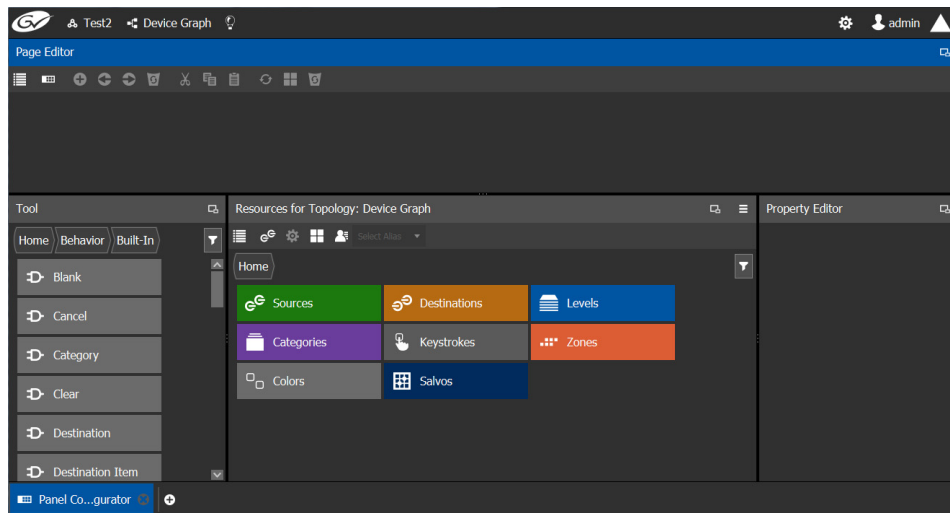 GV Test2 Device Graph admin
Page Editor
Tool
Home Behavior Built-In
Blank
Cancel
Category
Clear
Destination
Destination Item
Resources for Topology: Device Graph
Select Alias
Home
Sources Destinations Levels
Categories Keystrokes Zones
Colors Salvos
Property Editor
Panel Co...gurator